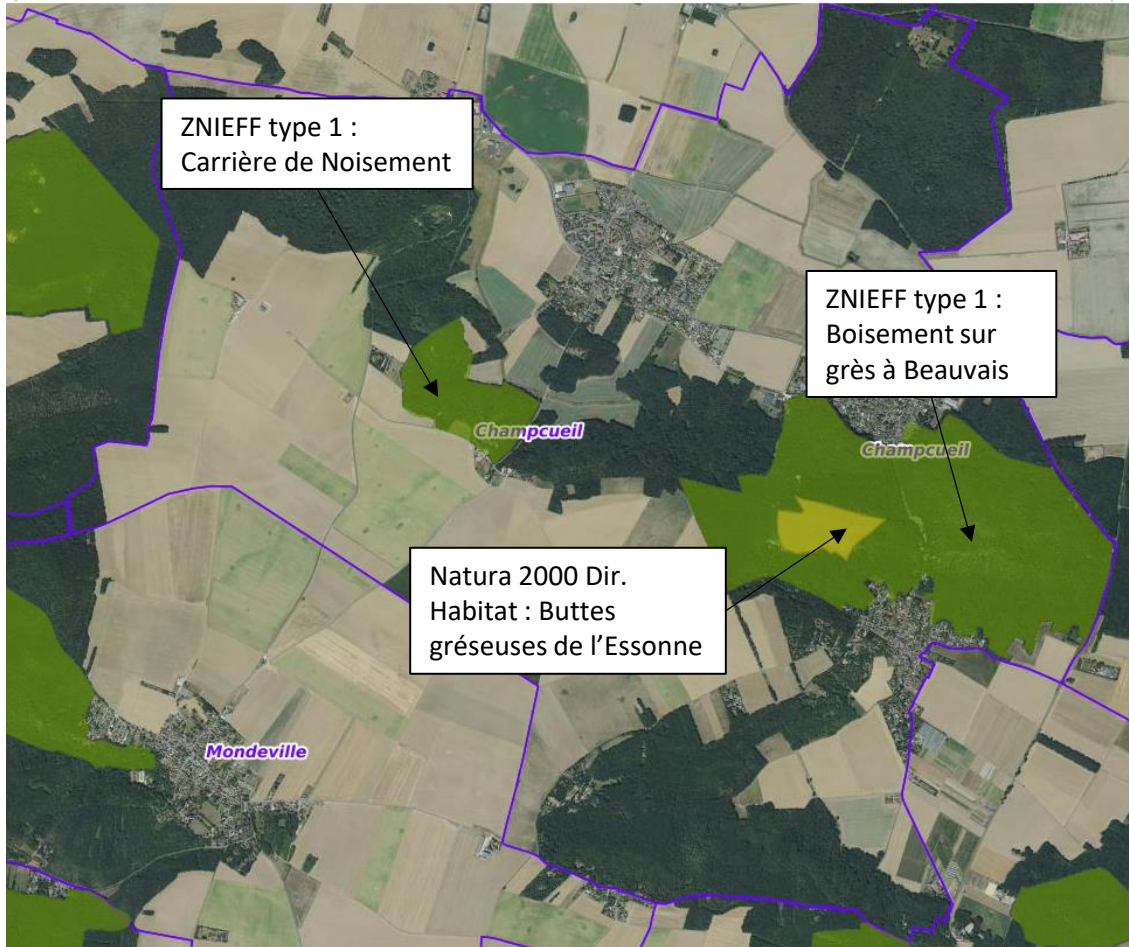 ZNIEFF type 1 :
Carrière de Noisement
ZNIEFF type 1 :
Boisement sur
grès à Beauvais
Champcueil
Champcueil
Natura 2000 Dir.
Habitat : Buttes
gréseuses de l’Essonne
Mondeville